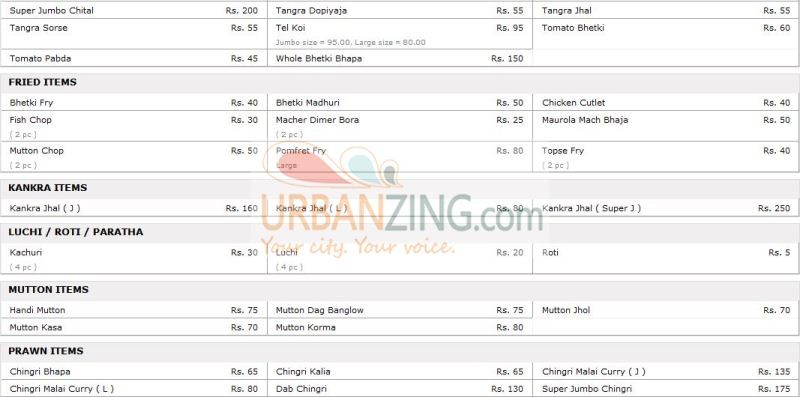 Super Jumbo Chital Rs. 200 Tangra Dopiyaja Rs. 55 Tangra Jhal Rs. 55
Tangra Sorse Rs. 55 Tel Koi Rs. 95 Tomato Bhetki Rs. 60
Jumbo size = 95.00, Large size = 80.00
Tomato Pabda Rs. 45 Whole Bhetki Bhapa Rs. 150
FRIED ITEMS
Bhetki Fry Rs. 40 Bhetki Madhuri Rs. 50 Chicken Cutlet Rs. 40
Fish Chop Rs. 30 Macher Dimer Bora Rs. 25 Maurola Mach Bhaja Rs. 50
( 2 pc ) ( 2 pc )
Mutton Chop Rs. 50 Pomfret Fry Rs. 80 Topse Fry Rs. 40
( 2 pc ) Large ( 2 pc )
KANKRA ITEMS
Kankra Jhal ( J ) Rs. 160 Kankra Jhal ( L ) Rs. 80 Kankra Jhal ( Super J ) Rs. 250
URBANZING.com
Your city. Your voice.
LUCHI / ROTI / PARATHA
Kachuri Rs. 30 Luchi Rs. 20 Roti Rs. 5
( 4 pc ) ( 4 pc )
MUTTON ITEMS
Handi Mutton Rs. 75 Mutton Dag Banglow Rs. 75 Mutton Jhol Rs. 70
Mutton Kasa Rs. 70 Mutton Korma Rs. 80
PRAWN ITEMS
Chingri Bhapa Rs. 65 Chingri Kalia Rs. 65 Chingri Malai Curry ( J ) Rs. 135
Chingri Malai Curry ( L ) Rs. 80 Dab Chingri Rs. 130 Super Jumbo Chingri Rs. 175